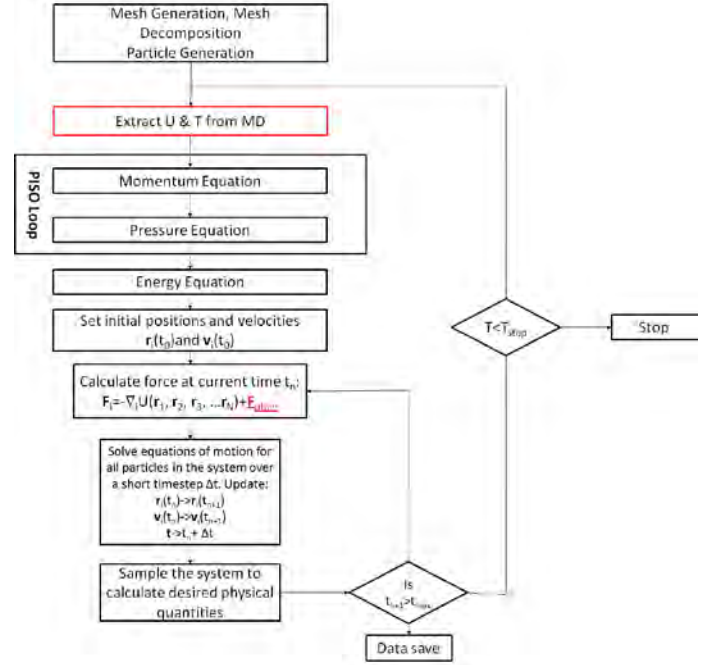 Mesh Generation, Mesh
Decomposition
Particle Generation
Extract U & T from MD
PISO Loop
Momentum Equation
Pressure Equation
Energy Equation
Set initial positions and velocities
rᵢ(t₀)and vᵢ(t₀)
Calculate force at current time tₙ:
Fᵢ=-∇ᵢU(r₁, r₂, r₃, ...r_N)+F
Solve equations of motion for
all particles in the system over
a short timestep Δt. Update:
rᵢ(tₙ)->rᵢ(tₙ₊₁)
vᵢ(tₙ)->vᵢ(tₙ₊₁)
t->tₙ+ Δt
Sample the system to
calculate desired physical
quantities
Is
tₙ₊₁>t
Data save
T<T_stop
Stop